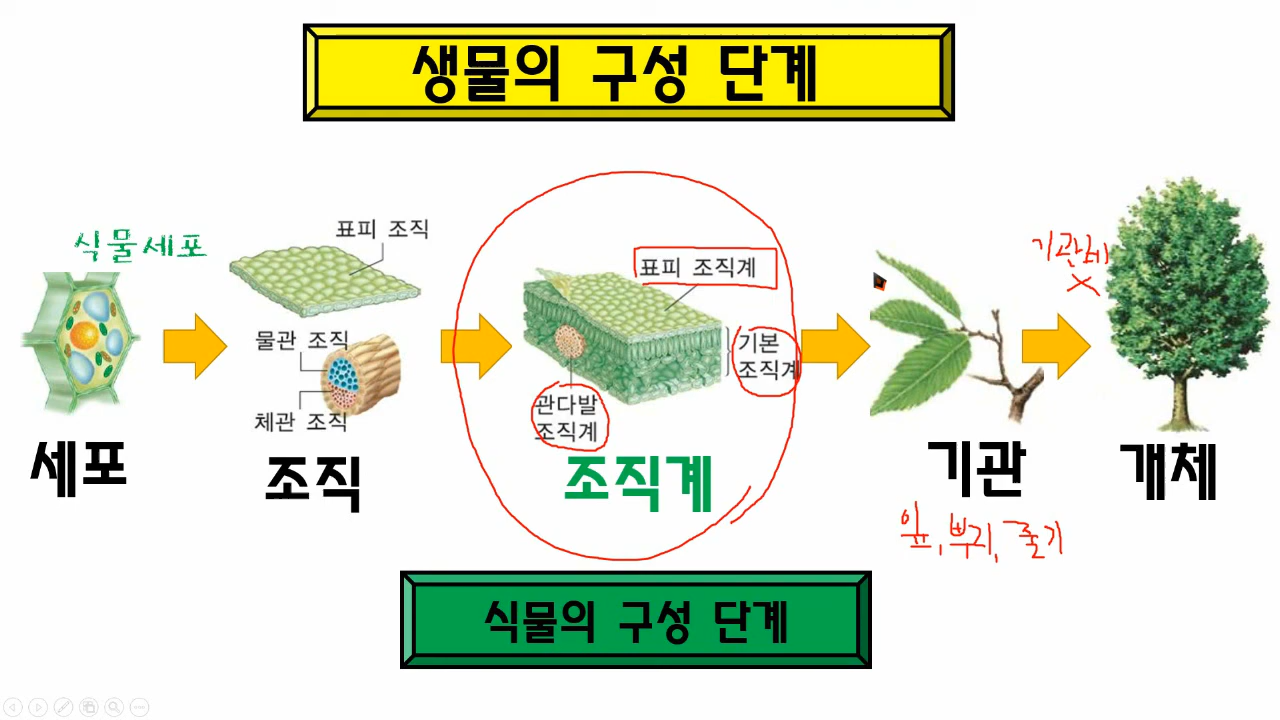 생물의 구성 단계
식물세포
표피 조직
물관 조직
체관 조직
표피 조직계
기본
조직계
관다발
조직계
기관계
X
세포
조직
조직계
기관
개체
잎, 뿌리, 줄기
식물의 구성 단계